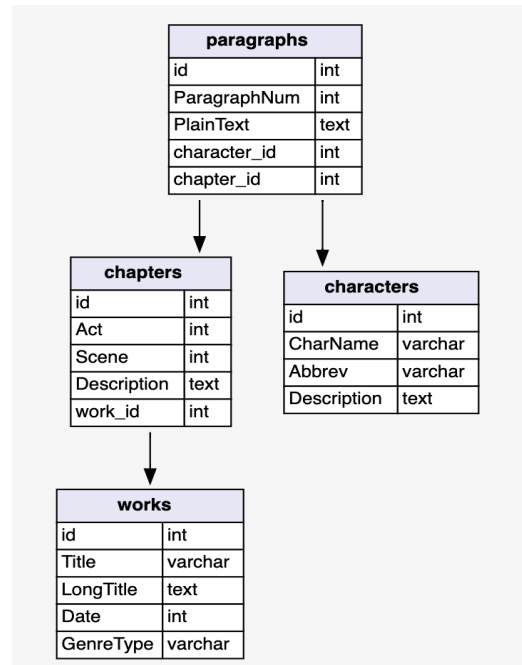 paragraphs
id int
ParagraphNum int
PlainText text
character_id int
chapter_id int
chapters
id int
Act int
Scene int
Description text
work_id int
characters
id int
CharName varchar
Abbrev varchar
Description text
works
id int
Title varchar
LongTitle text
Date int
GenreType varchar